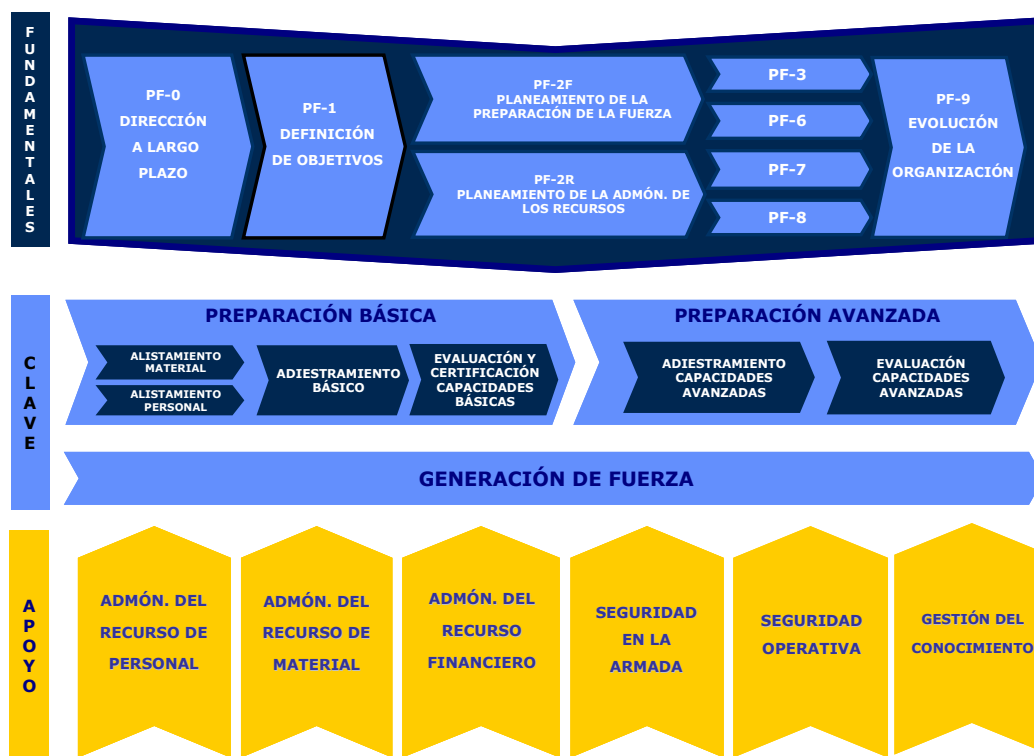 FUNDAMENTALES
PF-0
DIRECCIÓN
A LARGO
PLAZO
PF-1
DEFINICIÓN
DE OBJETIVOS
PF-2F
PLANEAMIENTO DE LA
PREPARACIÓN DE LA FUERZA
PF-2R
PLANEAMIENTO DE LA ADMÓN. DE
LOS RECURSOS
PF-3
PF-6
PF-7
PF-8
PF-9
EVOLUCIÓN
DE LA
ORGANIZACIÓN
CLAVE
PREPARACIÓN BÁSICA
ALISTAMIENTO
MATERIAL
ALISTAMIENTO
PERSONAL
ADIESTRAMIENTO
BÁSICO
EVALUACIÓN Y
CERTIFICACIÓN
CAPACIDADES
BÁSICAS
PREPARACIÓN AVANZADA
ADIESTRAMIENTO
CAPACIDADES
AVANZADAS
EVALUACIÓN
CAPACIDADES
AVANZADAS
GENERACIÓN DE FUERZA
APOYO
ADMÓN. DEL
RECURSO DE
PERSONAL
ADMÓN. DEL
RECURSO DE
MATERIAL
ADMÓN. DEL
RECURSO
FINANCIERO
SEGURIDAD
EN LA
ARMADA
SEGURIDAD
OPERATIVA
GESTIÓN DEL
CONOCIMIENTO